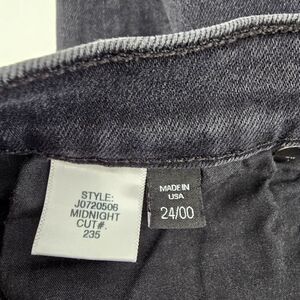 STYLE:
J0720506
MIDNIGHT
CUT#.
235
MADE IN
USA
24/00